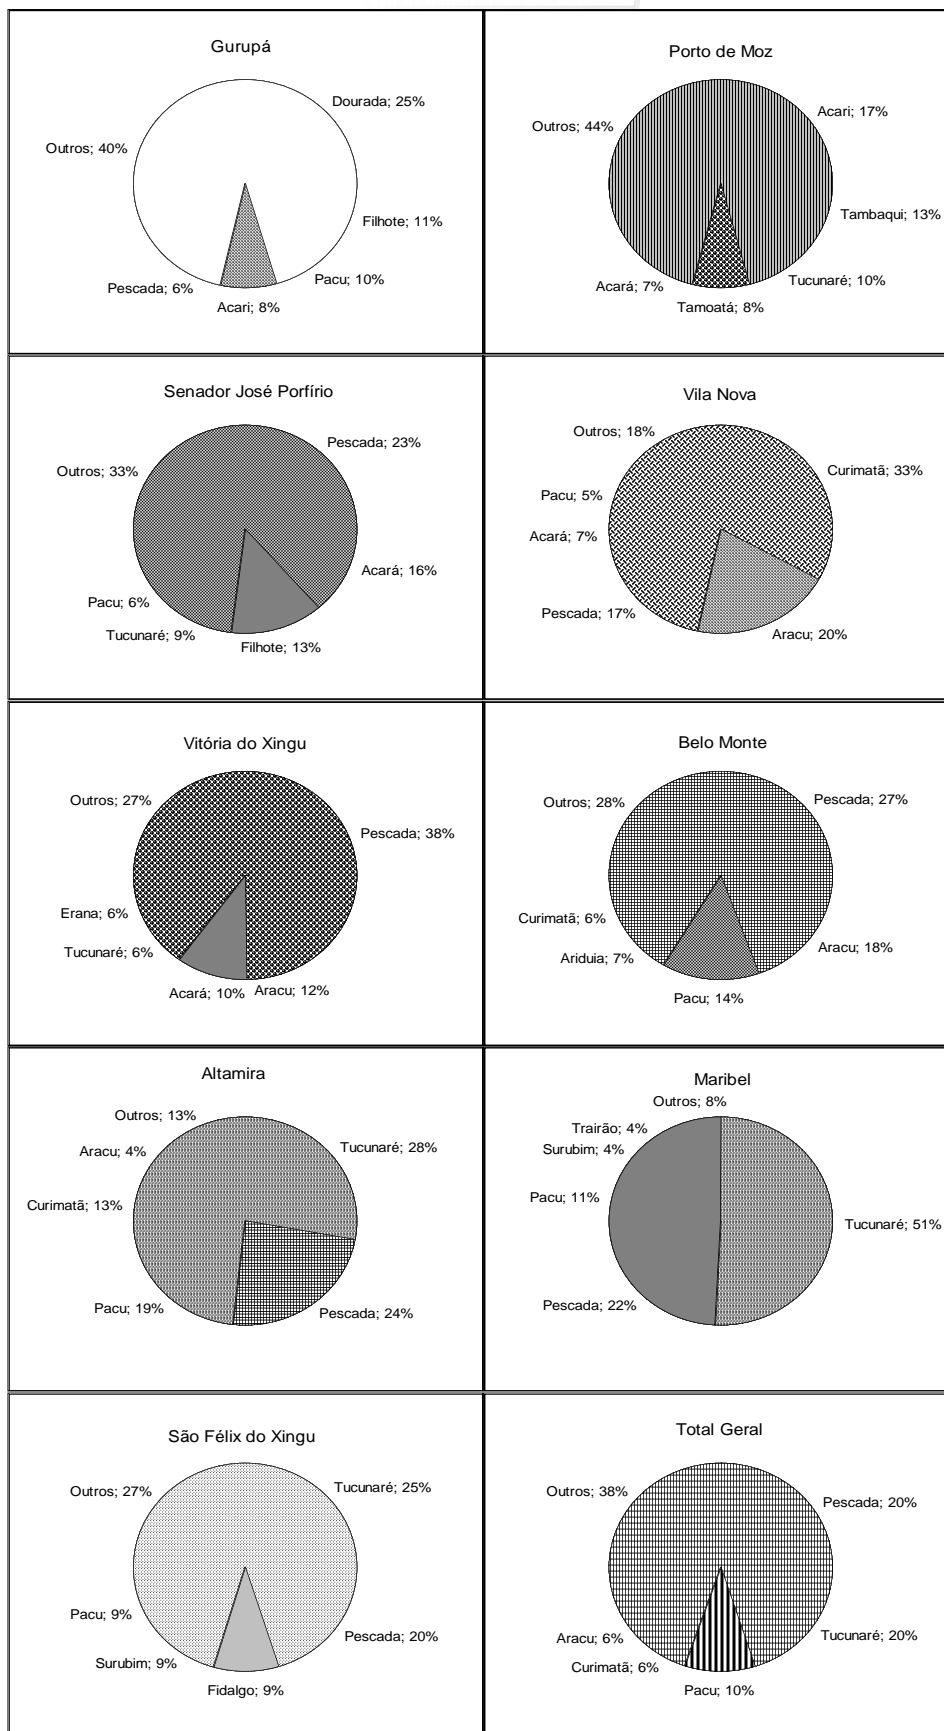 Gurupá
Dourada; 25%
Outros; 40%
Filhote; 11%
Pacu; 10%
Pescada; 6%
Acari; 8%
Porto de Moz
Acari; 17%
Outros; 44%
Tambaqui; 13%
Tucunaré; 10%
Acará; 7%
Tamoatá; 8%
Senador José Porfírio
Pescada; 23%
Outros; 33%
Acará; 16%
Pacu; 6%
Tucunaré; 9%
Filhote; 13%
Vila Nova
Outros; 18%
Curimatã; 33%
Pacu; 5%
Acará; 7%
Pescada; 17%
Aracu; 20%
Vitória do Xingu
Outros; 27%
Pescada; 38%
Erana; 6%
Tucunaré; 6%
Acará; 10%
Aracu; 12%
Belo Monte
Outros; 28%
Pescada; 27%
Curimatã; 6%
Aracu; 18%
Ariduia; 7%
Pacu; 14%
Altamira
Outros; 13%
Tucunaré; 28%
Aracu; 4%
Curimatã; 13%
Pacu; 19%
Pescada; 24%
Maribel
Outros; 8%
Trairão; 4%
Surubim; 4%
Pacu; 11%
Tucunaré; 51%
Pescada; 22%
São Félix do Xingu
Tucunaré; 25%
Outros; 27%
Pacu; 9%
Pescada; 20%
Surubim; 9%
Fidalgo; 9%
Total Geral
Outros; 38%
Pescada; 20%
Aracu; 6%
Tucunaré; 20%
Curimatã; 6%
Pacu; 10%